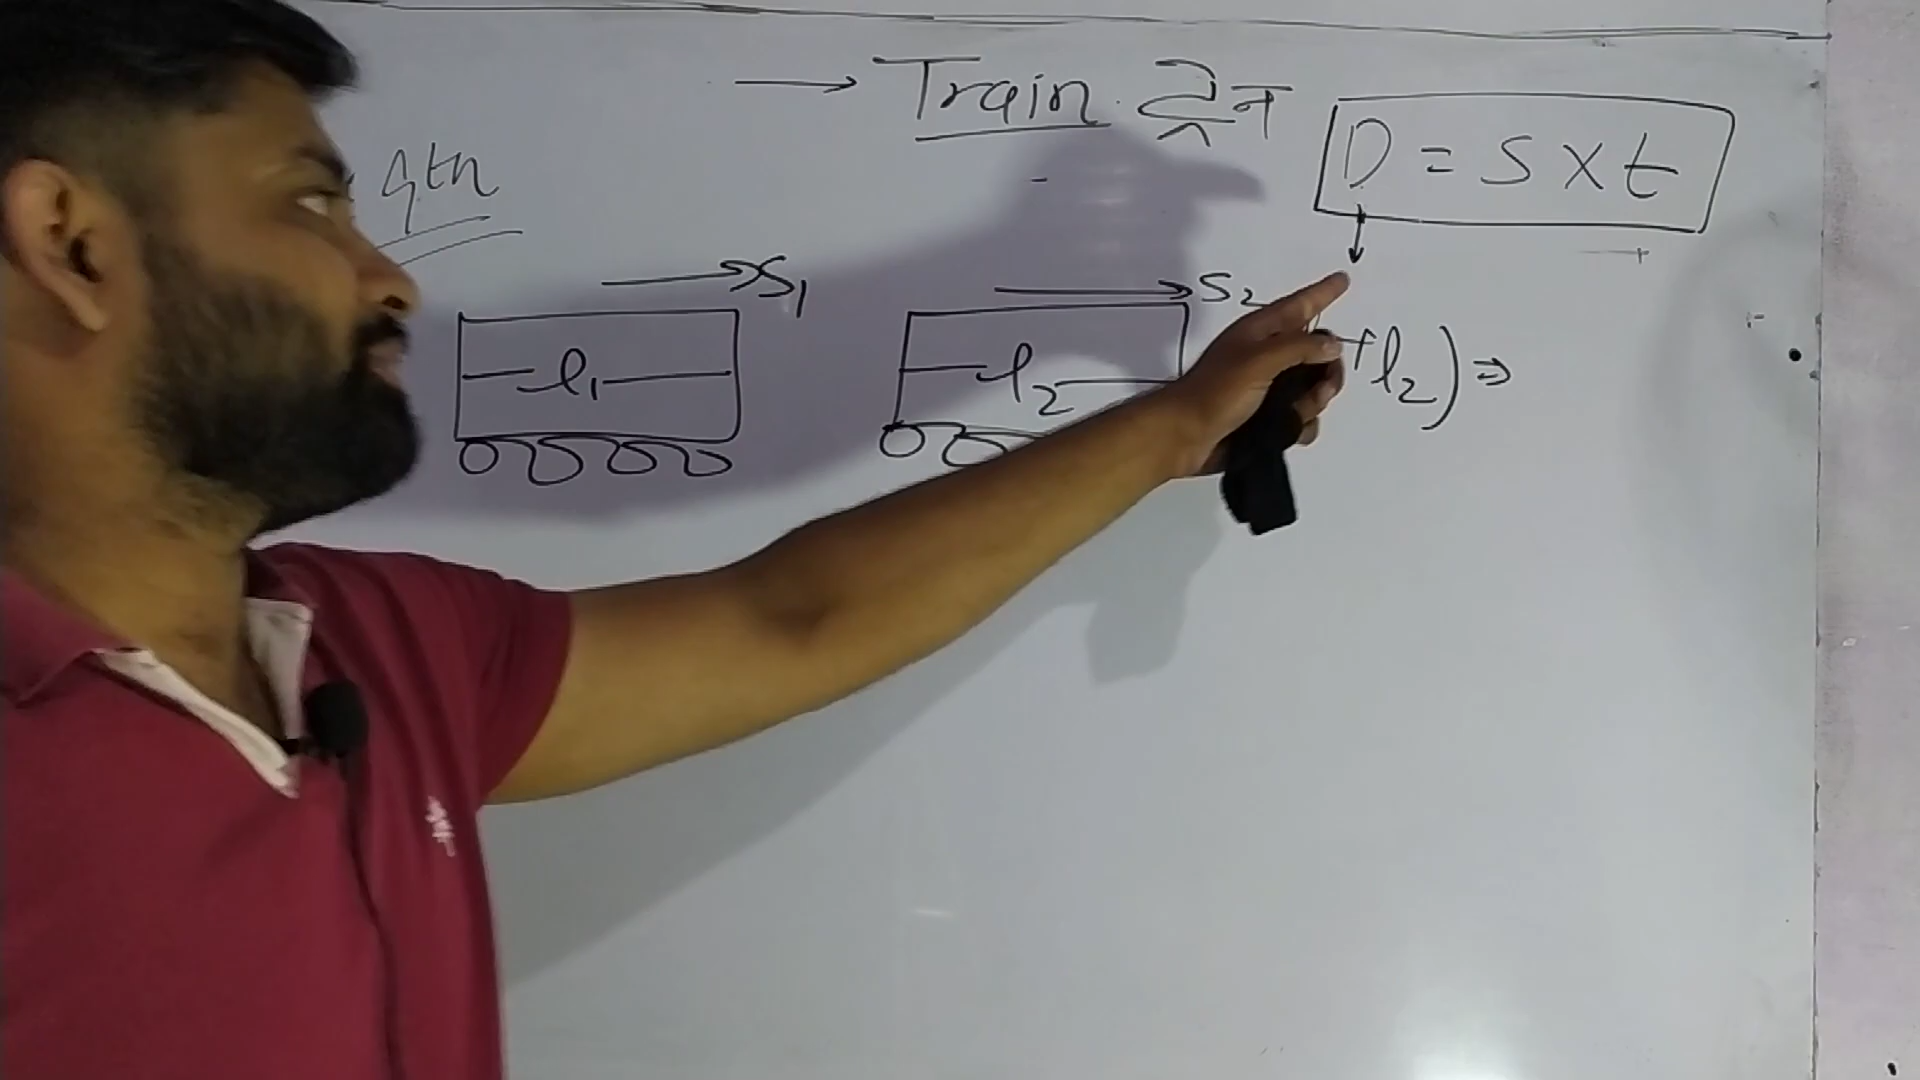 → Train ट्रेन
D = S x t
S1
S2
l1
l2
+ l2) ⇒